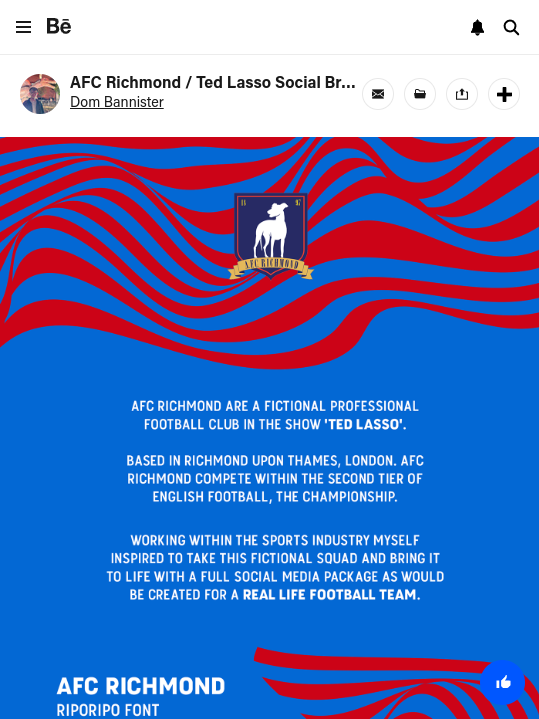 Bē
AFC Richmond / Ted Lasso Social Br...
Dom Bannister
18 97
AFC RICHMOND
AFC RICHMOND ARE A FICTIONAL PROFESSIONAL
FOOTBALL CLUB IN THE SHOW 'TED LASSO'.
BASED IN RICHMOND UPON THAMES, LONDON. AFC
RICHMOND COMPETE WITHIN THE SECOND TIER OF
ENGLISH FOOTBALL, THE CHAMPIONSHIP.
WORKING WITHIN THE SPORTS INDUSTRY MYSELF
INSPIRED TO TAKE THIS FICTIONAL SQUAD AND BRING IT
TO LIFE WITH A FULL SOCIAL MEDIA PACKAGE AS WOULD
BE CREATED FOR A REAL LIFE FOOTBALL TEAM.
AFC RICHMOND
RIPORIPO FONT